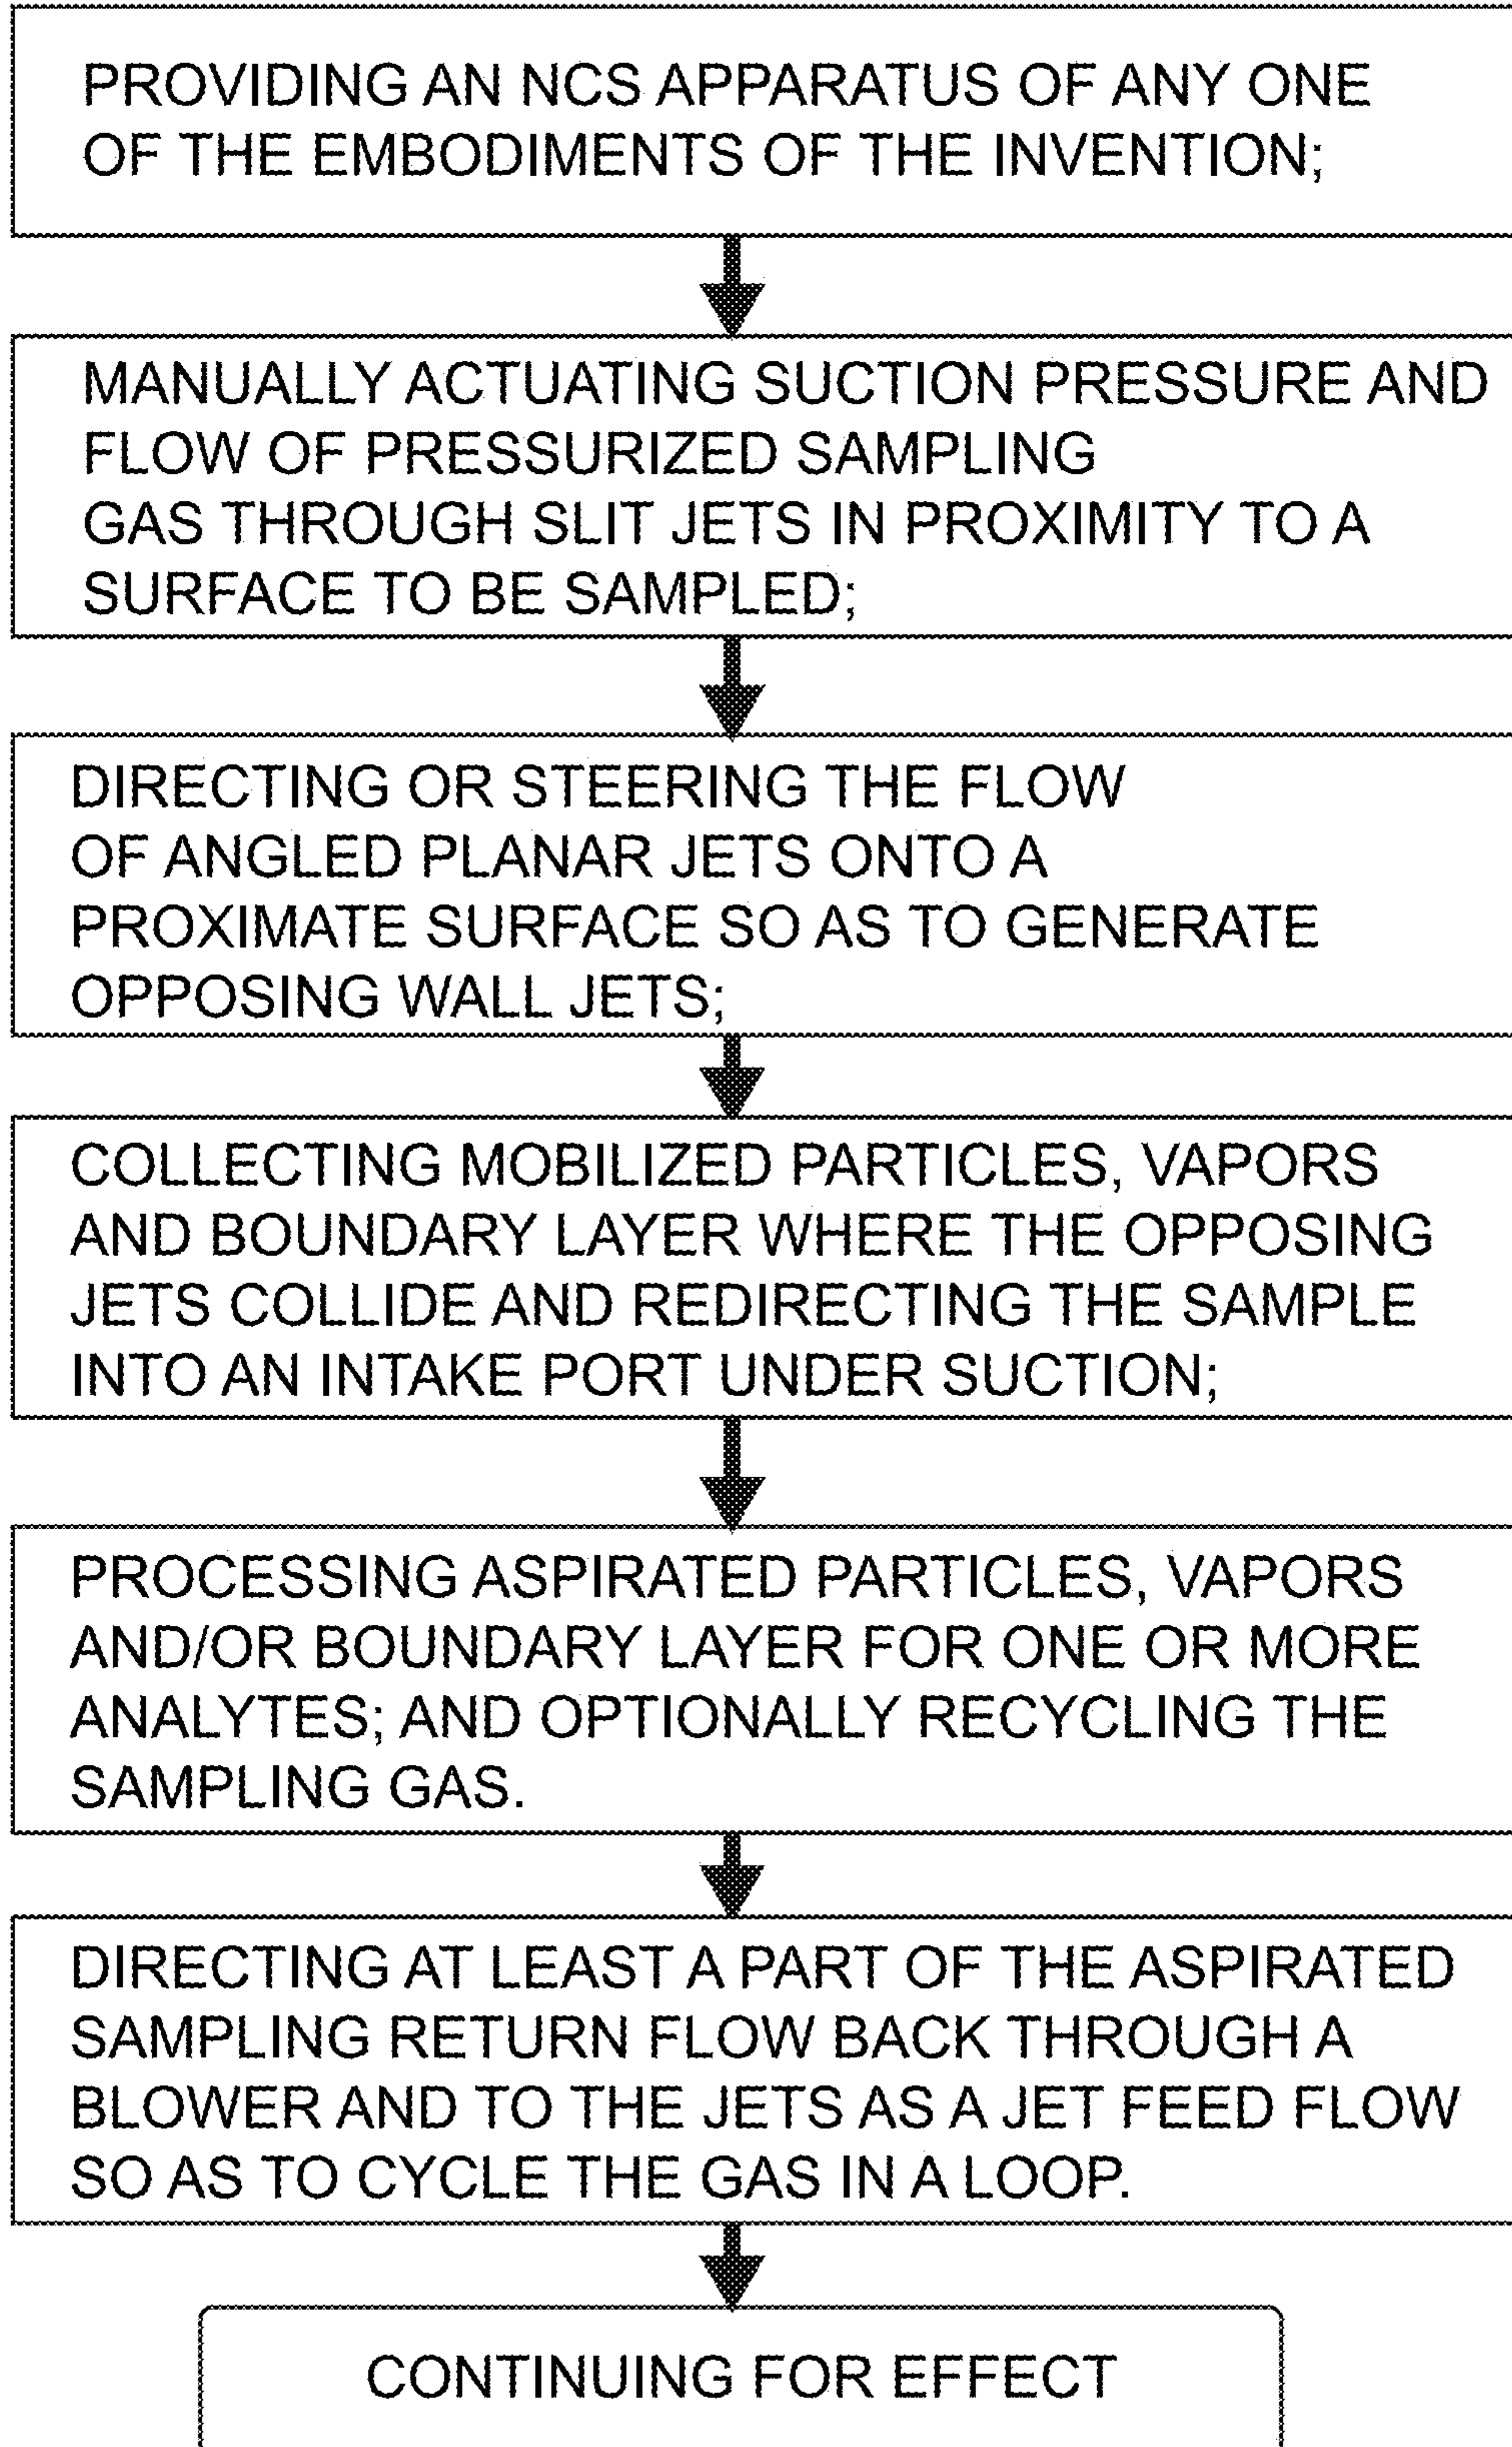 PROVIDING AN NCS APPARATUS OF ANY ONE
OF THE EMBODIMENTS OF THE INVENTION;
MANUALLY ACTUATING SUCTION PRESSURE AND
FLOW OF PRESSURIZED SAMPLING
GAS THROUGH SLIT JETS IN PROXIMITY TO A
SURFACE TO BE SAMPLED;
DIRECTING OR STEERING THE FLOW
OF ANGLED PLANAR JETS ONTO A
PROXIMATE SURFACE SO AS TO GENERATE
OPPOSING WALL JETS;
COLLECTING MOBILIZED PARTICLES, VAPORS
AND BOUNDARY LAYER WHERE THE OPPOSING
JETS COLLIDE AND REDIRECTING THE SAMPLE
INTO AN INTAKE PORT UNDER SUCTION;
PROCESSING ASPIRATED PARTICLES, VAPORS
AND/OR BOUNDARY LAYER FOR ONE OR MORE
ANALYTES; AND OPTIONALLY RECYCLING THE
SAMPLING GAS.
DIRECTING AT LEAST A PART OF THE ASPIRATED
SAMPLING RETURN FLOW BACK THROUGH A
BLOWER AND TO THE JETS AS A JET FEED FLOW
SO AS TO CYCLE THE GAS IN A LOOP.
CONTINUING FOR EFFECT